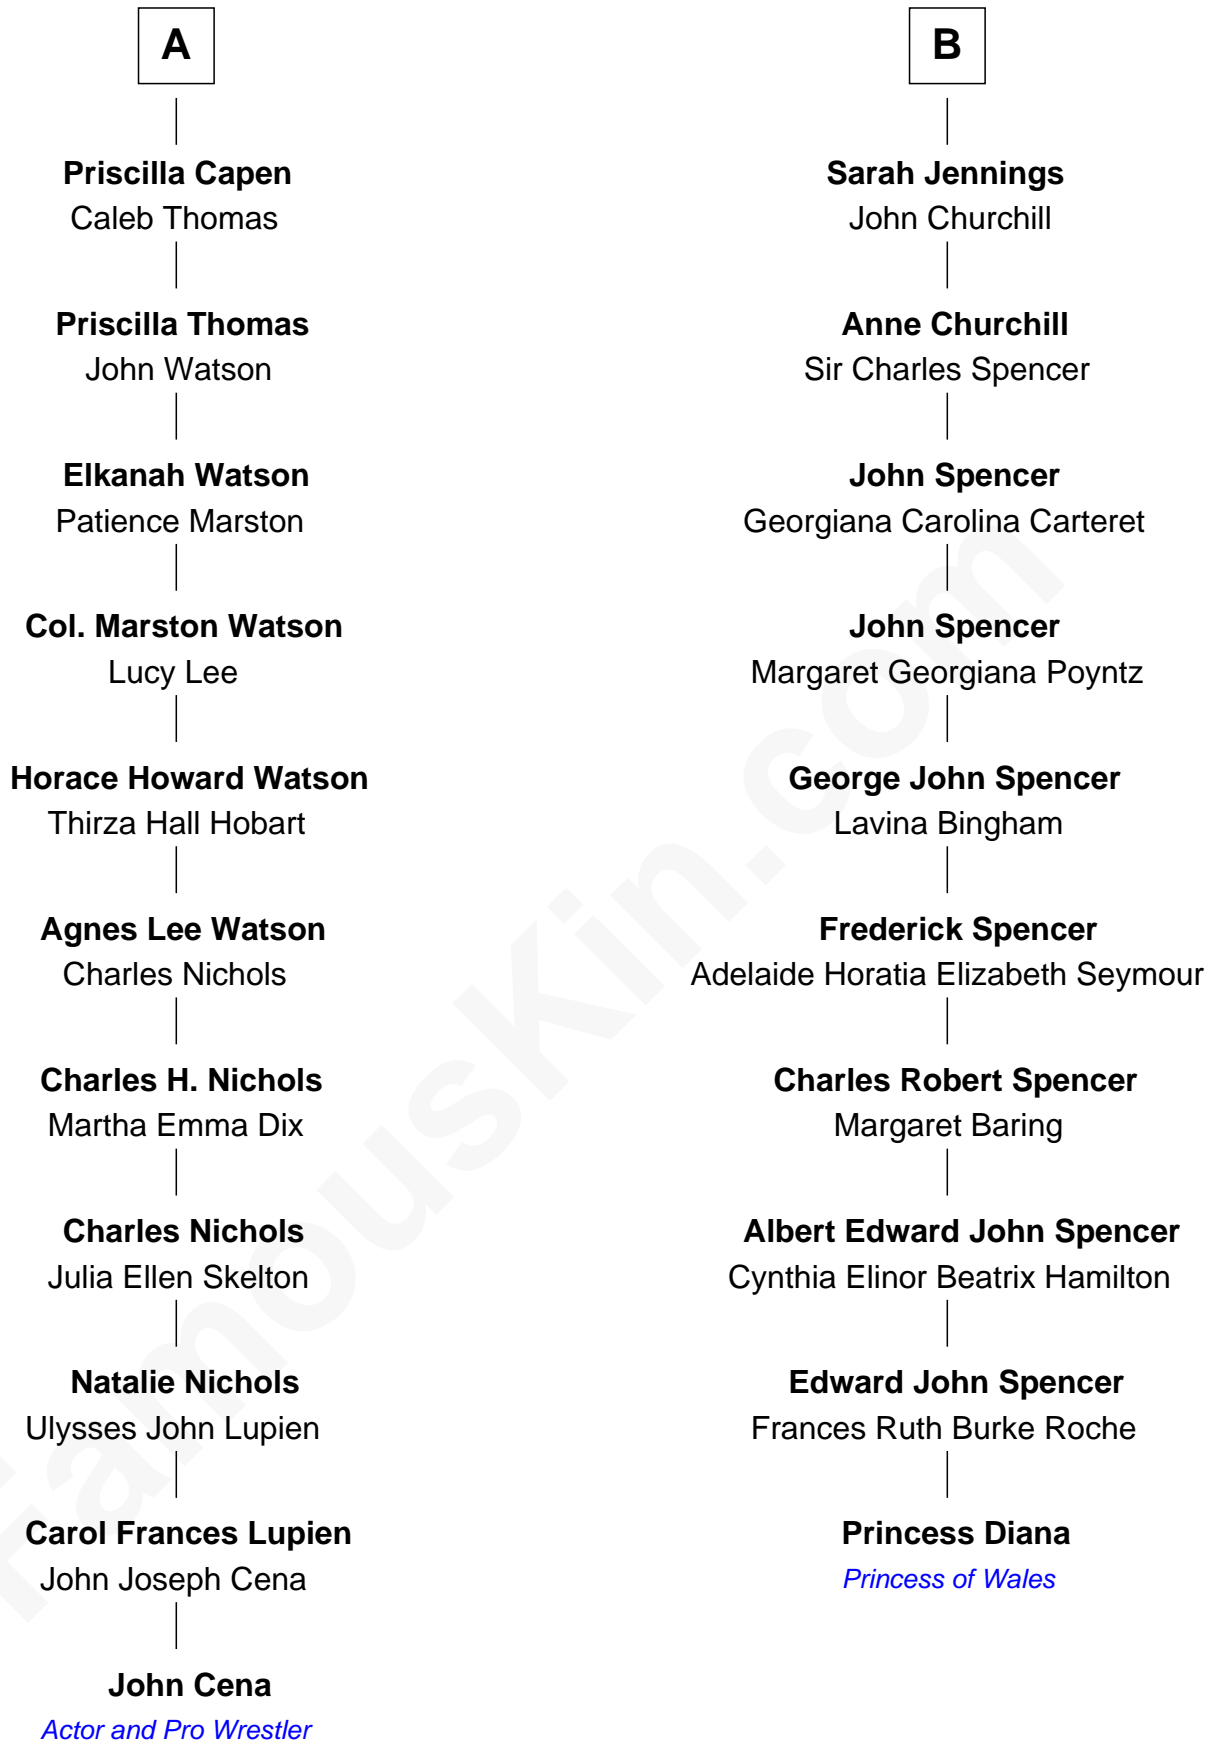 A
Priscilla Capen
Caleb Thomas
Priscilla Thomas
John Watson
Elkanah Watson
Patience Marston
Col. Marston Watson
Lucy Lee
Horace Howard Watson
Thirza Hall Hobart
Agnes Lee Watson
Charles Nichols
Charles H. Nichols
Martha Emma Dix
Charles Nichols
Julia Ellen Skelton
Natalie Nichols
Ulysses John Lupien
Carol Frances Lupien
John Joseph Cena
John Cena
Actor and Pro Wrestler
B
Sarah Jennings
John Churchill
Anne Churchill
Sir Charles Spencer
John Spencer
Georgiana Carolina Carteret
John Spencer
Margaret Georgiana Poyntz
George John Spencer
Lavina Bingham
Frederick Spencer
Adelaide Horatia Elizabeth Seymour
Charles Robert Spencer
Margaret Baring
Albert Edward John Spencer
Cynthia Elinor Beatrix Hamilton
Edward John Spencer
Frances Ruth Burke Roche
Princess Diana
Princess of Wales
FamousKin.com